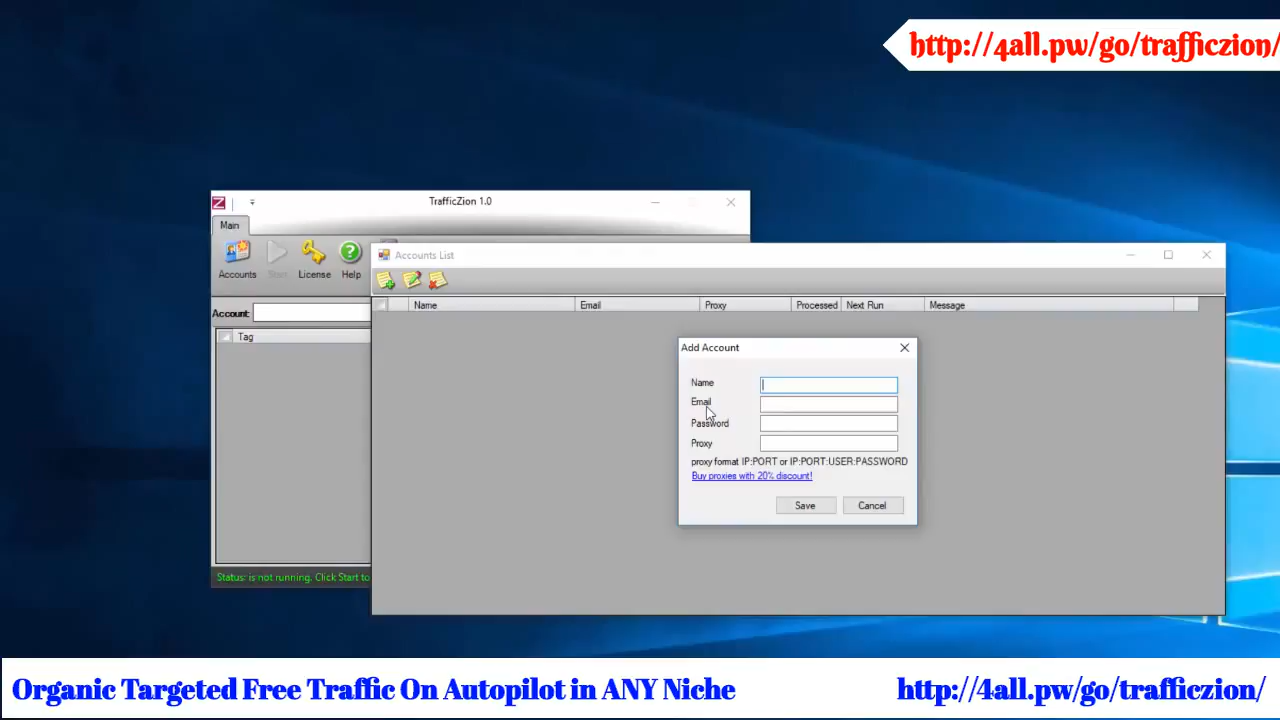 http://4all.pw/go/trafficzion/
TrafficZion 1.0
Main
Accounts
Start
License
Help
Accounts List
Account:
Name Email Proxy Processed Next Run Message
Tag
Add Account
Name
Email
Password
Proxy
proxy format IP:PORT or IP:PORT:USER:PASSWORD
Buy proxies with 20% discount!
Save Cancel
Status: is not running. Click Start to
Organic Targeted Free Traffic On Autopilot in ANY Niche
http://4all.pw/go/trafficzion/